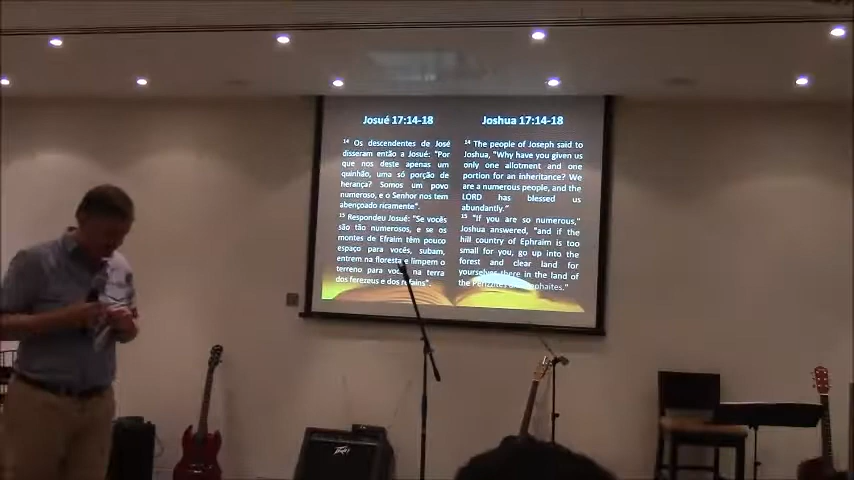 Josué 17:14-18
14 Os descendentes de José
disseram então a Josué: "Por
que nos deste apenas um
quinhão, uma só porção de
herança? Somos um povo
numeroso, e o Senhor nos tem
abençoado ricamente".
15 Respondeu Josué: "Se vocês
são tão numerosos, e se os
montes de Efraim têm pouco
espaço para vocês, subam,
entrem na floresta e limpem o
terreno para vocês na terra
dos ferezeus e dos refains".
Joshua 17:14-18
14 The people of Joseph said to
Joshua, "Why have you given us
only one allotment and one
portion for an inheritance? We
are a numerous people, and the
LORD has blessed us
abundantly."
15 "If you are so numerous,"
Joshua answered, "and if the
hill country of Ephraim is too
small for you, go up into the
forest and clear land for
yourselves there in the land of
the Perizzites and Rephaites."
Peavey